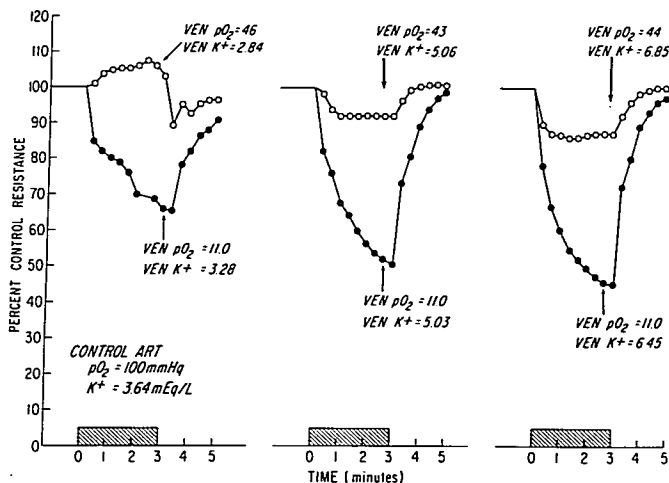 PERCENT CONTROL RESISTANCE
120
110
100
90
80
70
60
50
40
30
20
10
5
0
VEN pO2=46
VEN K+=2.84
VEN pO2=11.0
VEN K+=3.28
CONTROL ART
pO2=100mmHg
K+=3.64mEq/L
0 1 2 3 4 5
VEN pO2=43
VEN K+=5.06
VEN pO2=11.0
VEN K+=5.03
0 1 2 3 4 5
VEN pO2=44
VEN K+=6.85
VEN pO2=11.0
VEN K+=6.45
0 1 2 3 4 5
TIME (minutes)